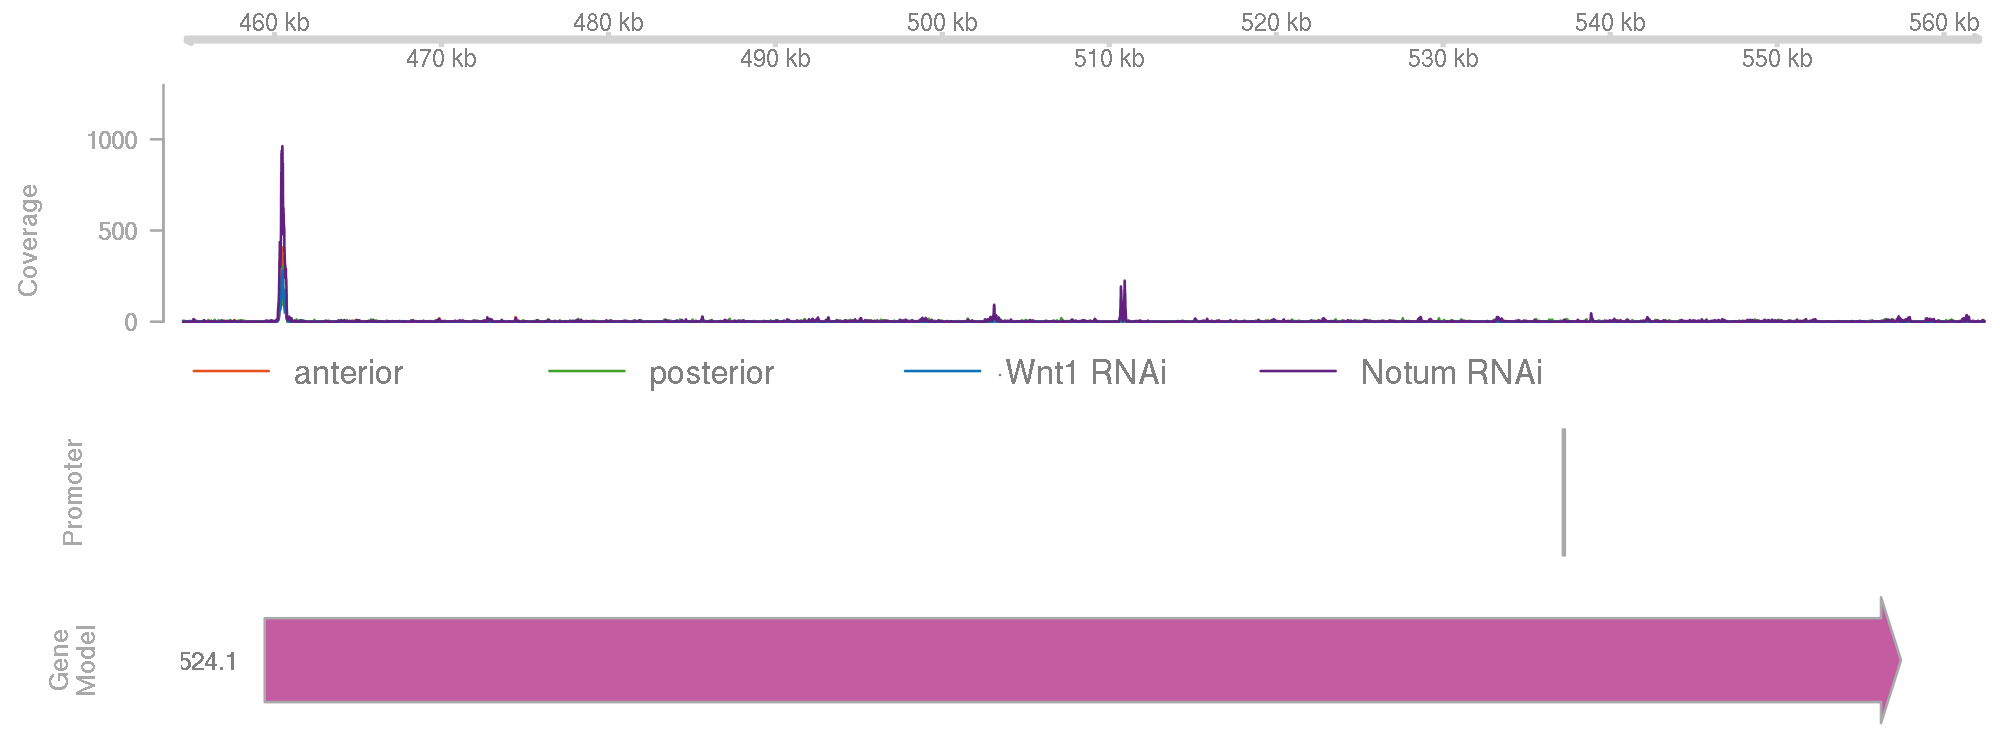 460 kb 480 kb 500 kb 520 kb 540 kb 560 kb
470 kb 490 kb 510 kb 530 kb 550 kb
Coverage
1000
500
0
anterior posterior Wnt1 RNAi Notum RNAi
Promoter
Gene
Model
524.1